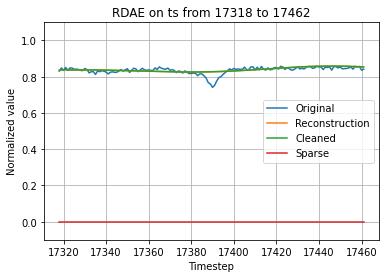 RDAE on ts from 17318 to 17462
1.0
0.8
0.6
0.4
0.2
0.0
Normalized value
Original
Reconstruction
Cleaned
Sparse
17320 17340 17360 17380 17400 17420 17440 17460
Timestep